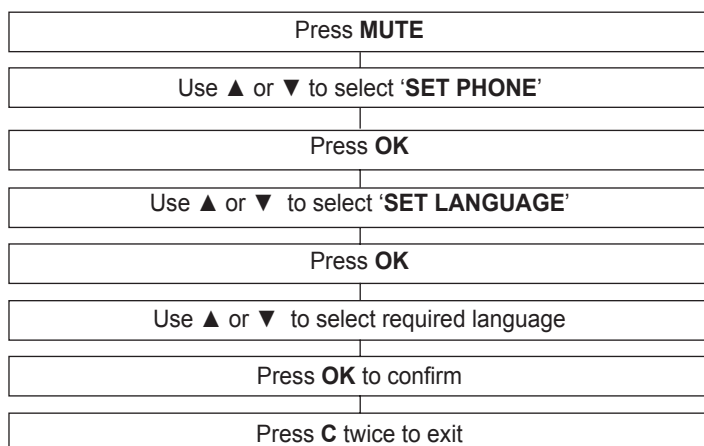 Press MUTE
Use ▲ or ▼ to select ‘SET PHONE’
Press OK
Use ▲ or ▼ to select ‘SET LANGUAGE’
Press OK
Use ▲ or ▼ to select required language
Press OK to confirm
Press C twice to exit